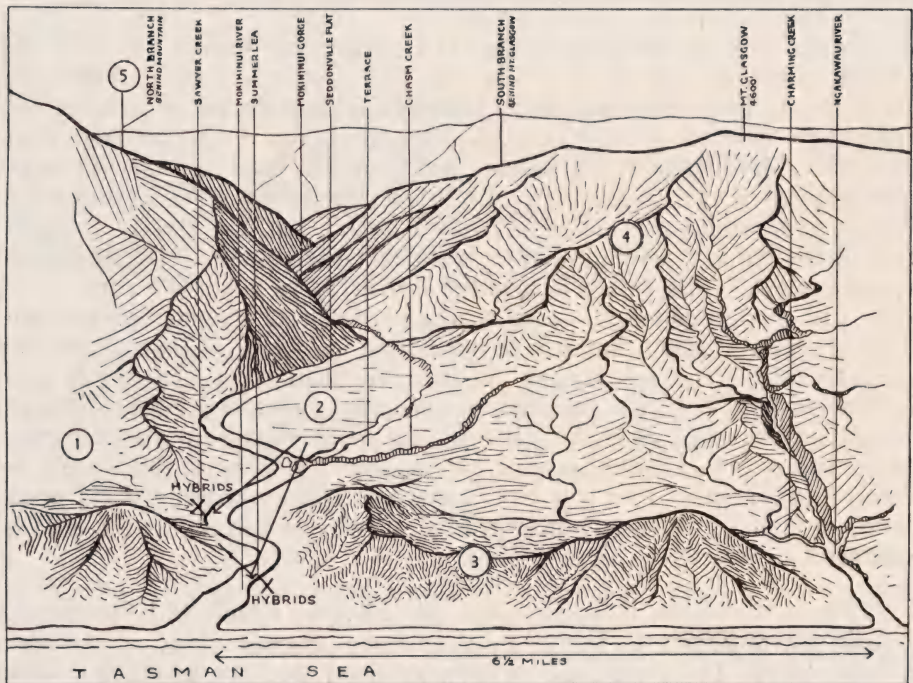 5
NORTH BRANCH
BEHIND MOUNTAIN
SAWYER CREEK
MOKIHINUI RIVER
SUMMERLEA
MOKIHINUI GORGE
SEDDONVILLE FLAT
TERRACE
CHASM CREEK
SOUTH BRANCH
BEHIND MT. GLASGOW
MT. GLASGOW
4600'
CHARMING CREEK
NGAKAWAU RIVER
4
2
1
HYBRIDS
3
HYBRIDS
6½ MILES
TASMAN SEA